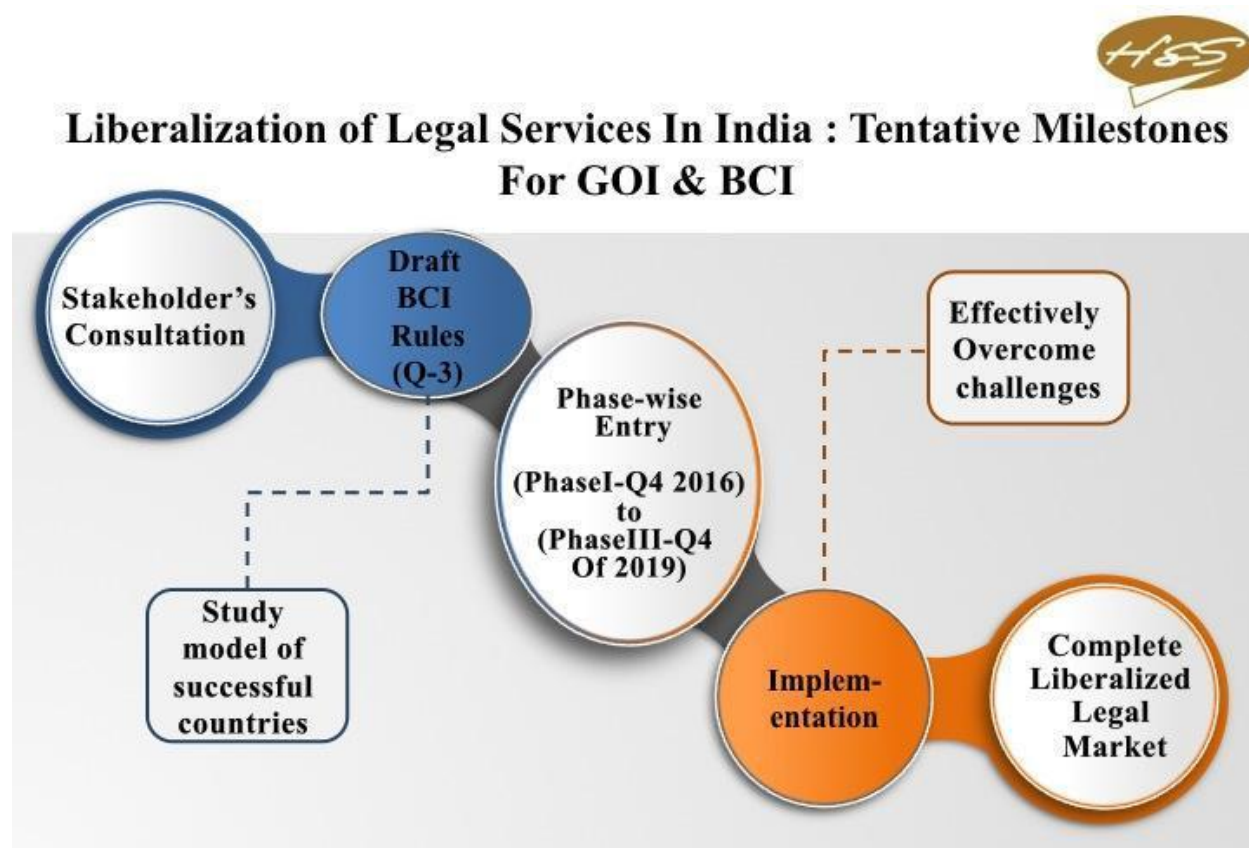 H&S
Liberalization of Legal Services In India : Tentative Milestones
For GOI & BCI
Stakeholder's
Consultation
Draft
BCI
Rules
(Q-3)
Phase-wise
Entry
(PhaseI-Q4 2016)
to
(PhaseIII-Q4
Of 2019)
Effectively
Overcome
challenges
Study
model of
successful
countries
Implem-
entation
Complete
Liberalized
Legal
Market